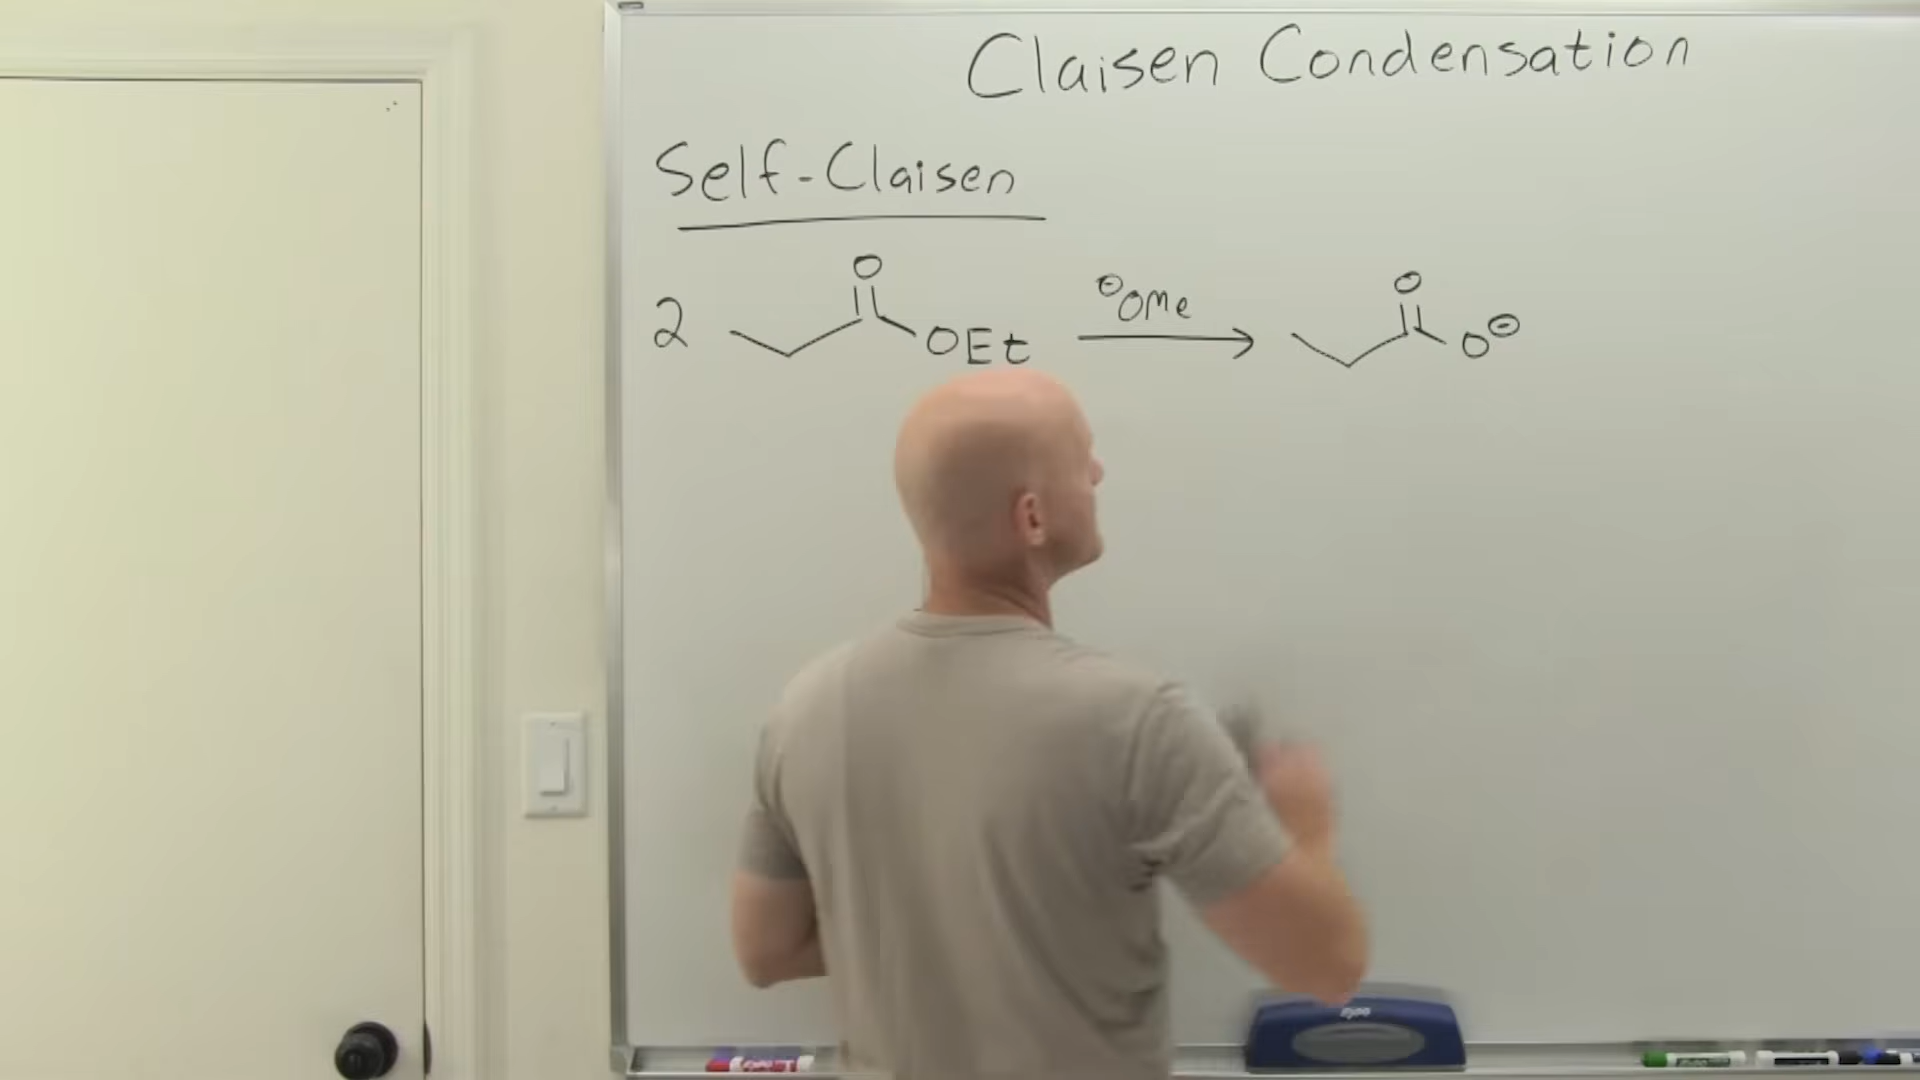 Claisen Condensation
Self-Claisen
O ⊖OMe O
2 OEt O⊖